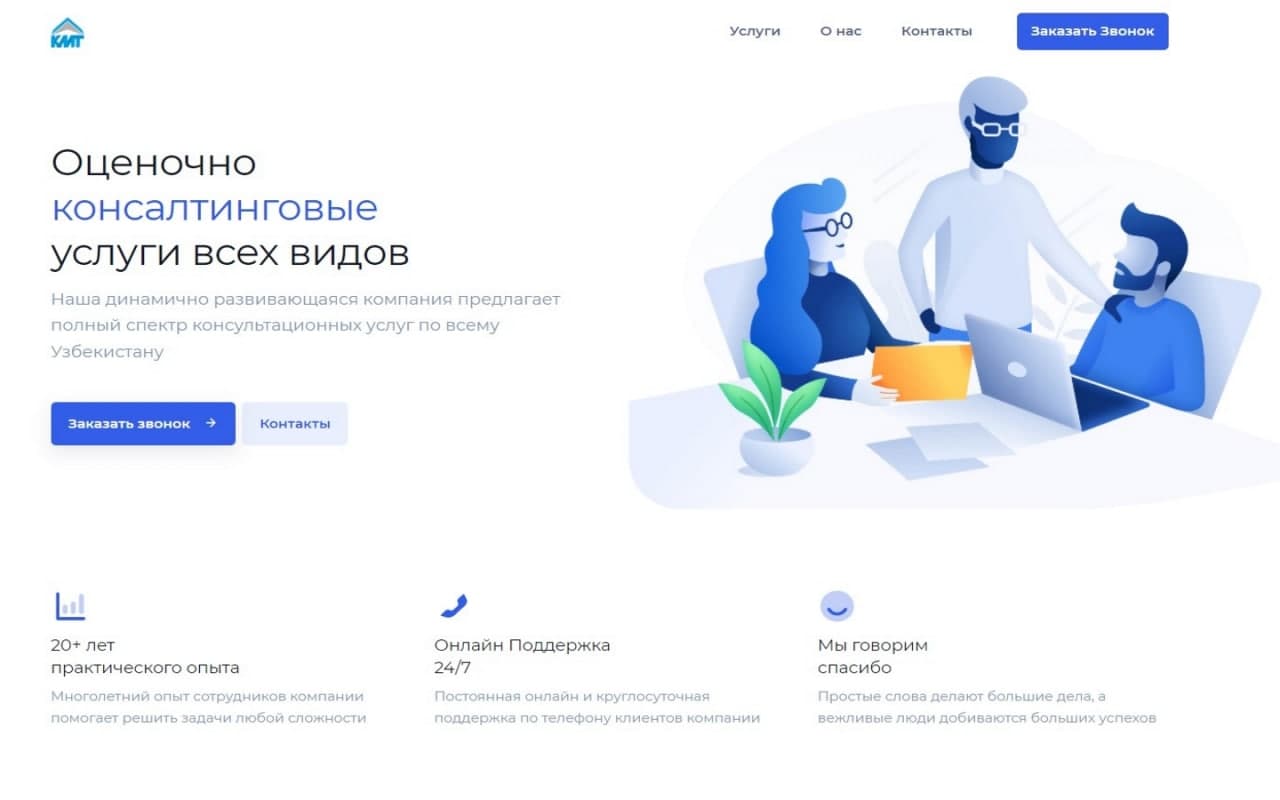 КМТ
Услуги
О нас
Контакты
Заказать Звонок
Оценочно
консалтинговые
услуги всех видов
Наша динамично развивающаяся компания предлагает
полный спектр консультационных услуг по всему
Узбекистану
Заказать звонок →
Контакты
20+ лет
практического опыта
Многолетний опыт сотрудников компании
помогает решить задачи любой сложности
Онлайн Поддержка
24/7
Постоянная онлайн и круглосуточная
поддержка по телефону клиентов компании
Мы говорим
спасибо
Простые слова делают большие дела, а
вежливые люди добиваются больших успехов